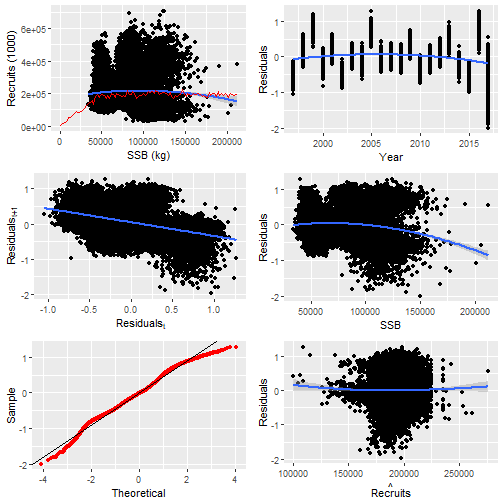 Recruits (1000)
6e+05
4e+05
2e+05
0e+00
0 50000 100000 150000 200000
SSB (kg)
Residuals
1
0
-1
-2
2000 2005 2010 2015
Year
Residuals t+1
1
0
-1
-2
-1.0 -0.5 0.0 0.5 1.0
Residuals t
Residuals
1
0
-1
-2
50000 100000 150000 200000
SSB
Sample
1
0
-1
-2
-2 0 2 4
Theoretical
Residuals
1
0
-1
-2
100000 150000 200000 250000
^
Recruits